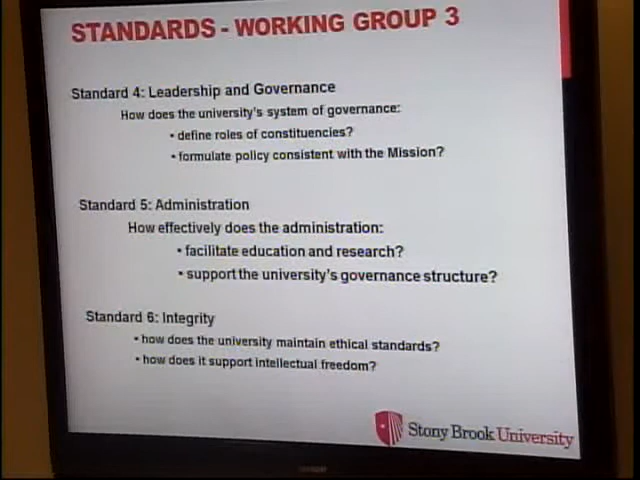 STANDARDS - WORKING GROUP 3
Standard 4: Leadership and Governance
How does the university's system of governance:
• define roles of constituencies?
• formulate policy consistent with the Mission?
Standard 5: Administration
How effectively does the administration:
• facilitate education and research?
• support the university's governance structure?
Standard 6: Integrity
• how does the university maintain ethical standards?
• how does it support intellectual freedom?
Stony Brook University